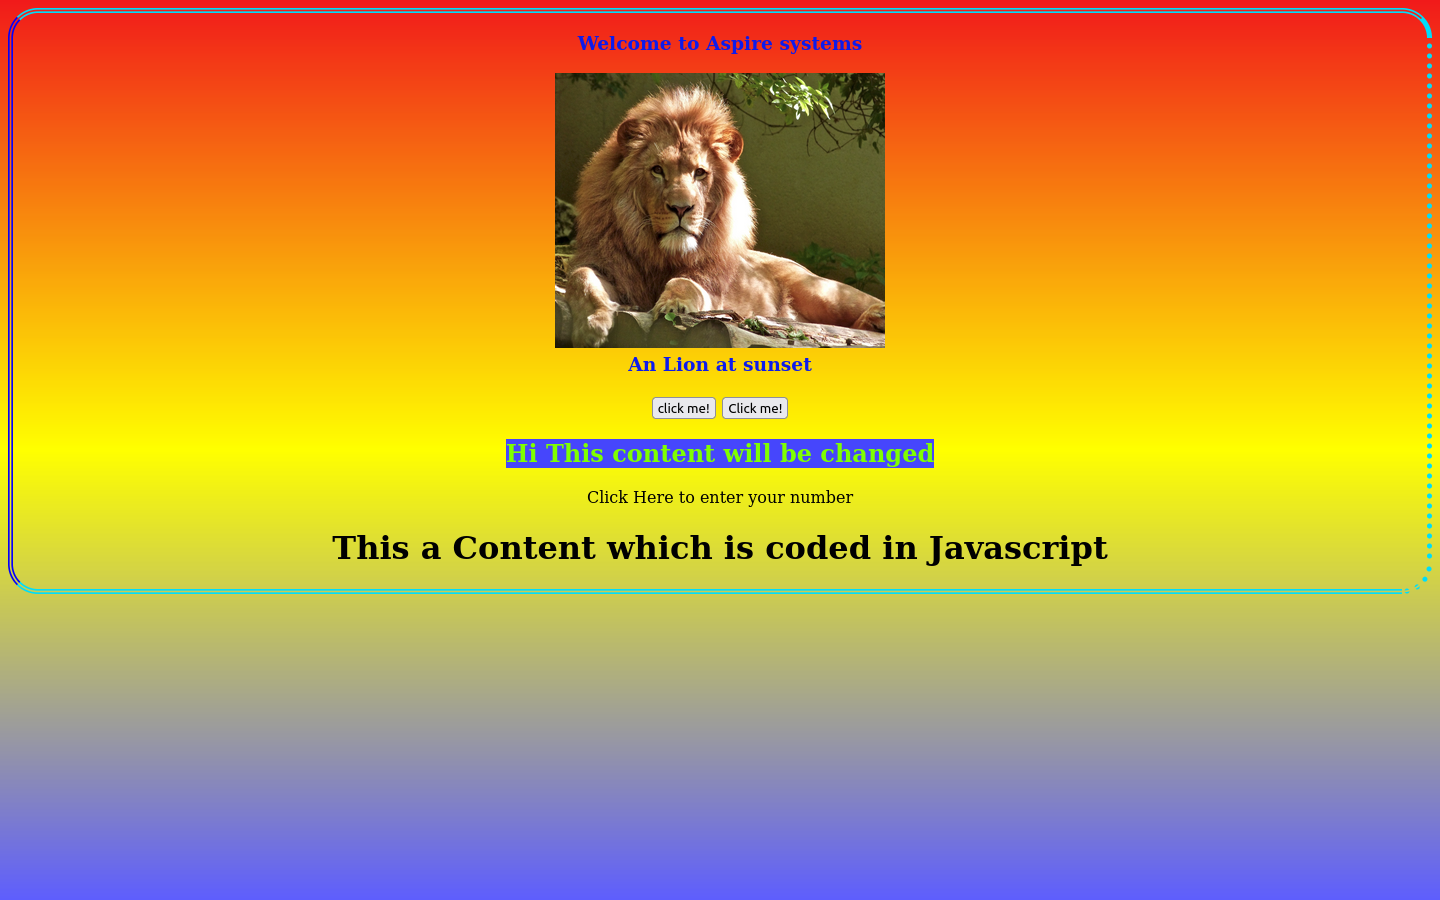 Welcome to Aspire systems
An Lion at sunset
click me! Click me!
Hi This content will be changed
Click Here to enter your number
This a Content which is coded in Javascript